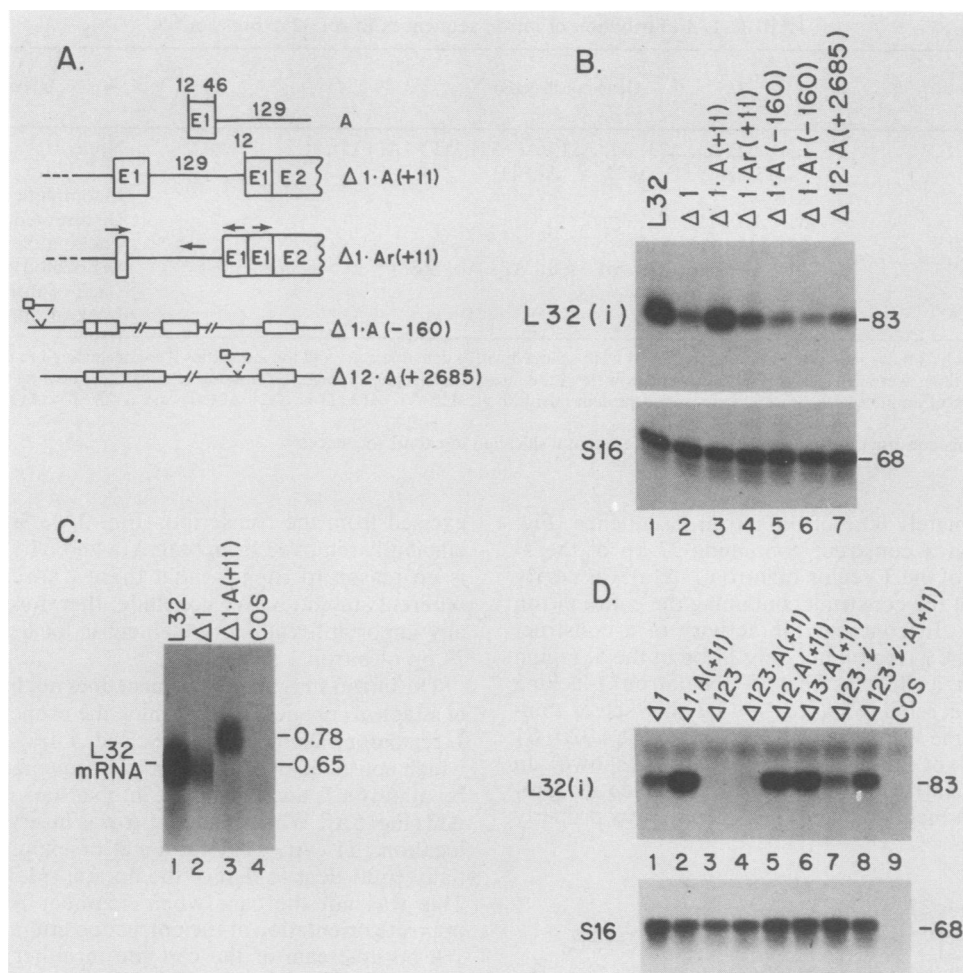 A.
12 46
E1 129 A
12
E1 129 E1 E2 Δ1·A(+11)
E1 E1 E2 Δ1·Ar(+11)
Δ1·A(-160)
Δ12·A(+2685)
B.
L32
Δ1
Δ1·A(+11)
Δ1·Ar(+11)
Δ1·A(-160)
Δ1·Ar(-160)
Δ12·A(+2685)
L32(i) -83
S16 -68
1 2 3 4 5 6 7
C.
L32
Δ1
Δ1·A(+11)
COS
-0.78
L32 mRNA - -0.65
1 2 3 4
D.
Δ1
Δ1·A(+11)
Δ123
Δ123·A(+11)
Δ12·A(+11)
Δ13·A(+11)
COS
L32(i) -83
1 2 3 4 5 6 7 8 9
S16 -68